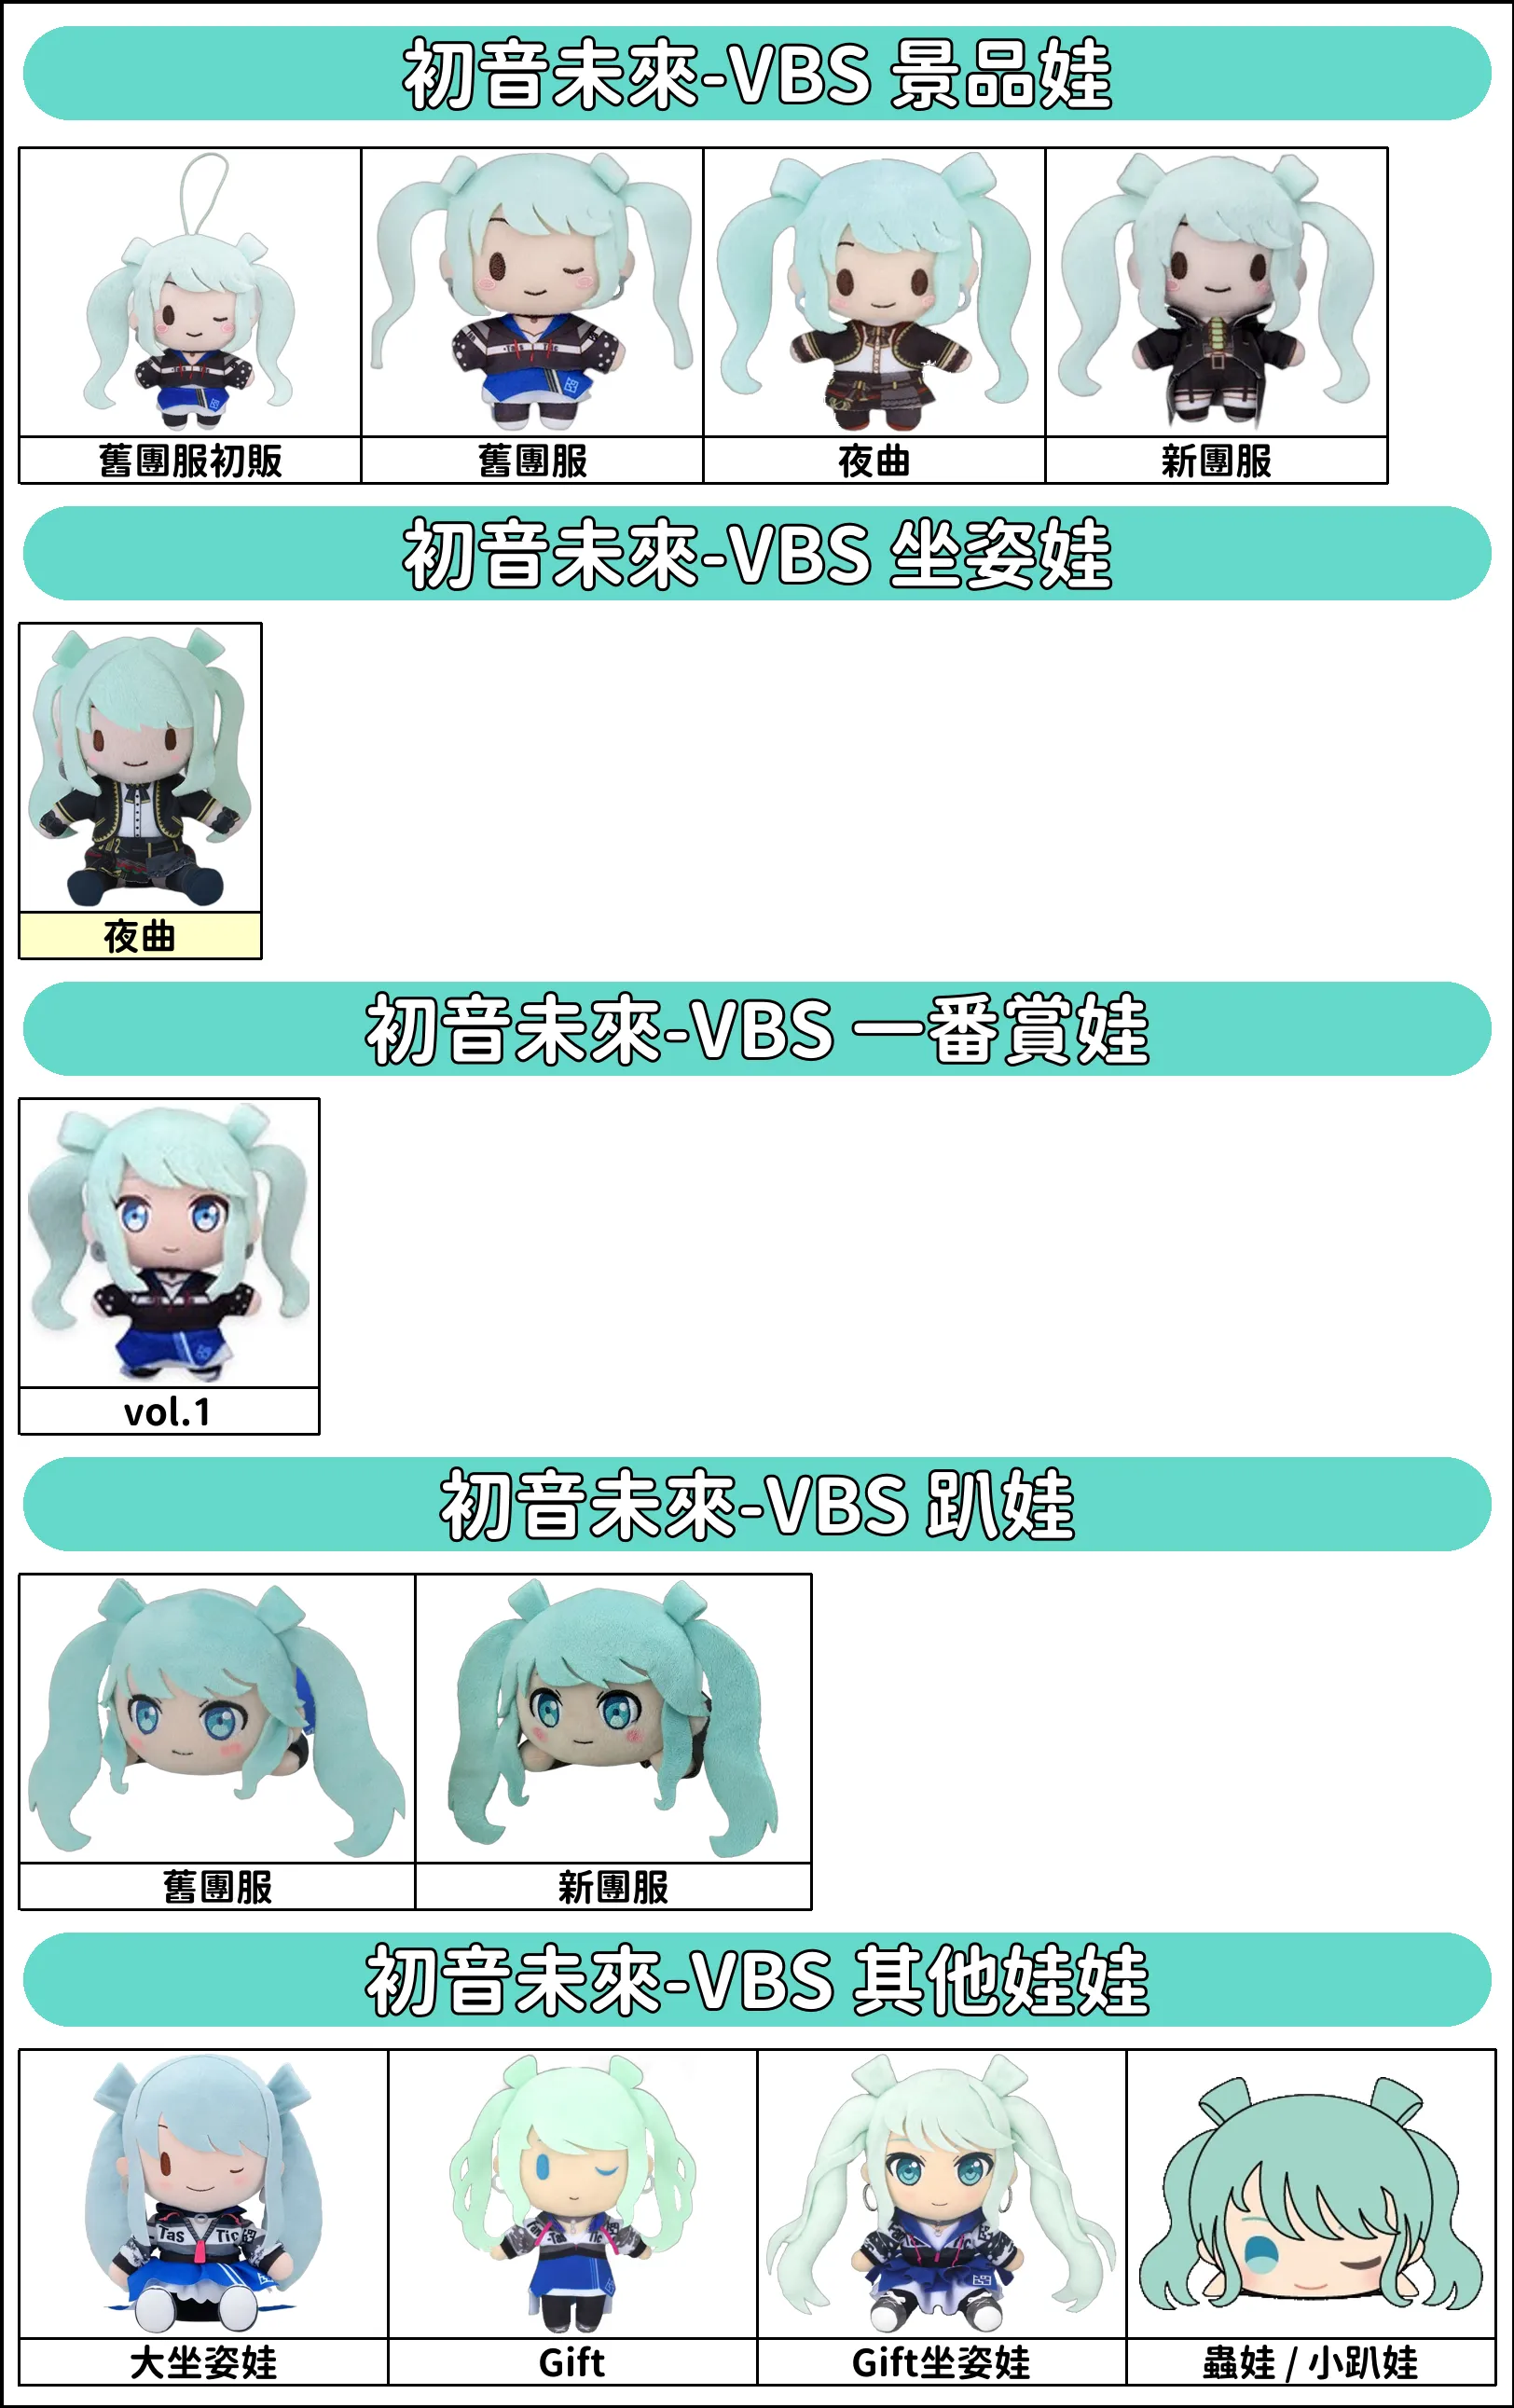 初音未來-VBS 景品娃
舊團服初販
舊團服
夜曲
新團服
初音未來-VBS 坐姿娃
夜曲
初音未來-VBS 一番賞娃
vol.1
初音未來-VBS 趴娃
舊團服
新團服
初音未來-VBS 其他娃娃
Tas Tic
大坐姿娃
Gift
Gift坐姿娃
蟲娃 / 小趴娃